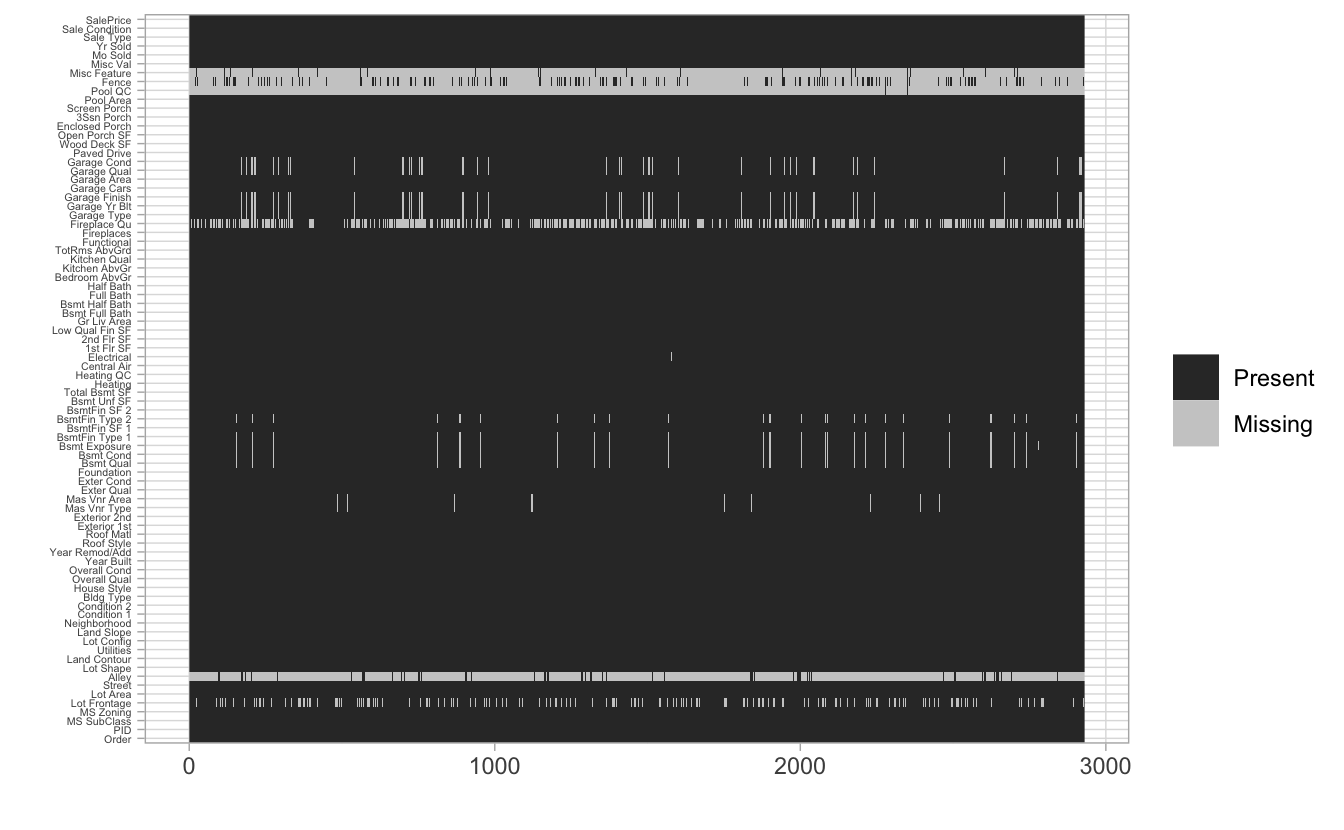 SalePrice
Sale Condition
Sale Type
Yr Sold
Mo Sold
Misc Val
Misc Feature
Fence
Pool QC
Pool Area
Screen Porch
3Ssn Porch
Enclosed Porch
Open Porch SF
Wood Deck SF
Paved Drive
Garage Cond
Garage Qual
Garage Area
Garage Cars
Garage Finish
Garage Yr Blt
Garage Type
Fireplace Qu
Fireplaces
Functional
TotRms AbvGrd
Kitchen Qual
Kitchen AbvGr
Bedroom AbvGr
Half Bath
Full Bath
Bsmt Half Bath
Bsmt Full Bath
Gr Liv Area
Low Qual Fin SF
2nd Flr SF
1st Flr SF
Electrical
Central Air
Heating QC
Heating
Total Bsmt SF
Bsmt Unf SF
BsmtFin SF 2
BsmtFin Type 2
BsmtFin SF 1
BsmtFin Type 1
Bsmt Exposure
Bsmt Cond
Bsmt Qual
Foundation
Exter Cond
Exter Qual
Mas Vnr Area
Mas Vnr Type
Exterior 2nd
Exterior 1st
Roof Matl
Roof Style
Year Remod/Add
Year Built
Overall Cond
Overall Qual
House Style
Bldg Type
Condition 2
Condition 1
Neighborhood
Land Slope
Lot Config
Utilities
Land Contour
Lot Shape
Alley
Street
Lot Area
Lot Frontage
MS Zoning
MS SubClass
PID
Order
0 1000 2000 3000
Present
Missing